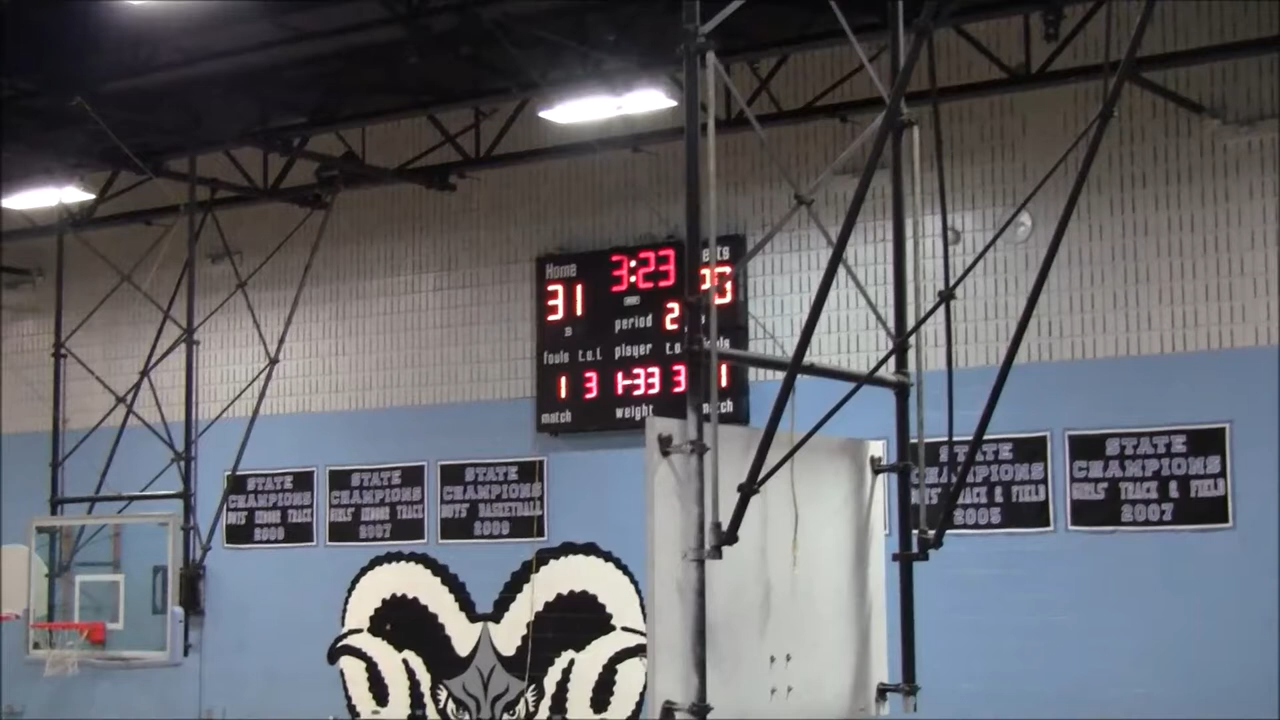 Home
3:23
31
period 2
fouls t.o.l. player t.o.
1 3 1-33 3 1
match weight match
STATE
CHAMPIONS
BOYS' INDOOR TRACK
STATE
CHAMPIONS
GIRLS' INDOOR TRACK
2007
STATE
CHAMPIONS
BOYS' BASKETBALL
2009
STATE
CHAMPIONS
BOYS' TRACK & FIELD
2005
STATE
CHAMPIONS
GIRLS' TRACK & FIELD
2007